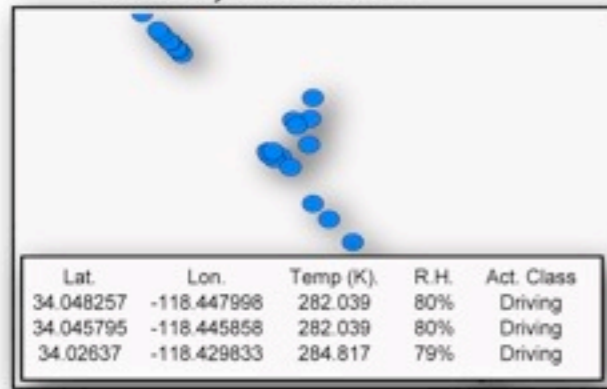 Lat. Lon. Temp (K). R.H. Act. Class
34.048257 -118.447998 282.039 80% Driving
34.045795 -118.445858 282.039 80% Driving
34.02637 -118.429833 284.817 79% Driving